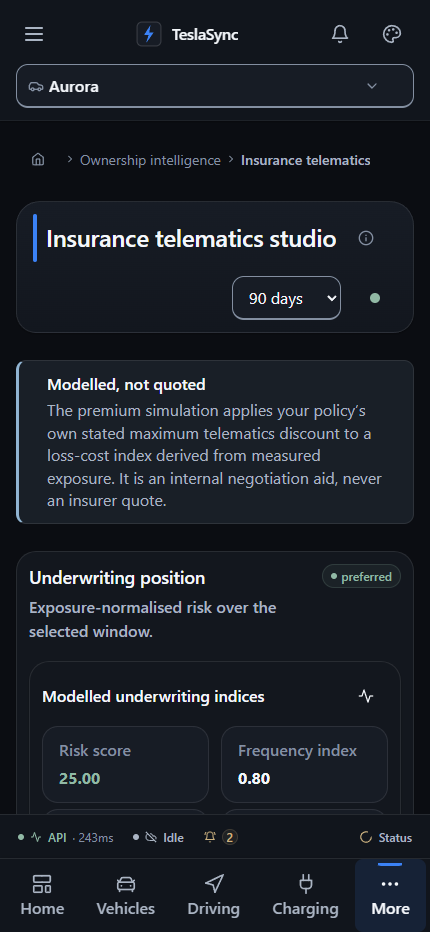 TeslaSync
Aurora
Ownership intelligence
Insurance telematics
Insurance telematics studio
90 days
Modelled, not quoted
The premium simulation applies your policy's
own stated maximum telematics discount to a
loss-cost index derived from measured
exposure. It is an internal negotiation aid, never
an insurer quote.
Underwriting position
preferred
Exposure-normalised risk over the
selected window.
Modelled underwriting indices
Risk score
Frequency index
25.00
0.80
API · 243ms
Idle
2
Status
Home
Vehicles
Driving
Charging
More